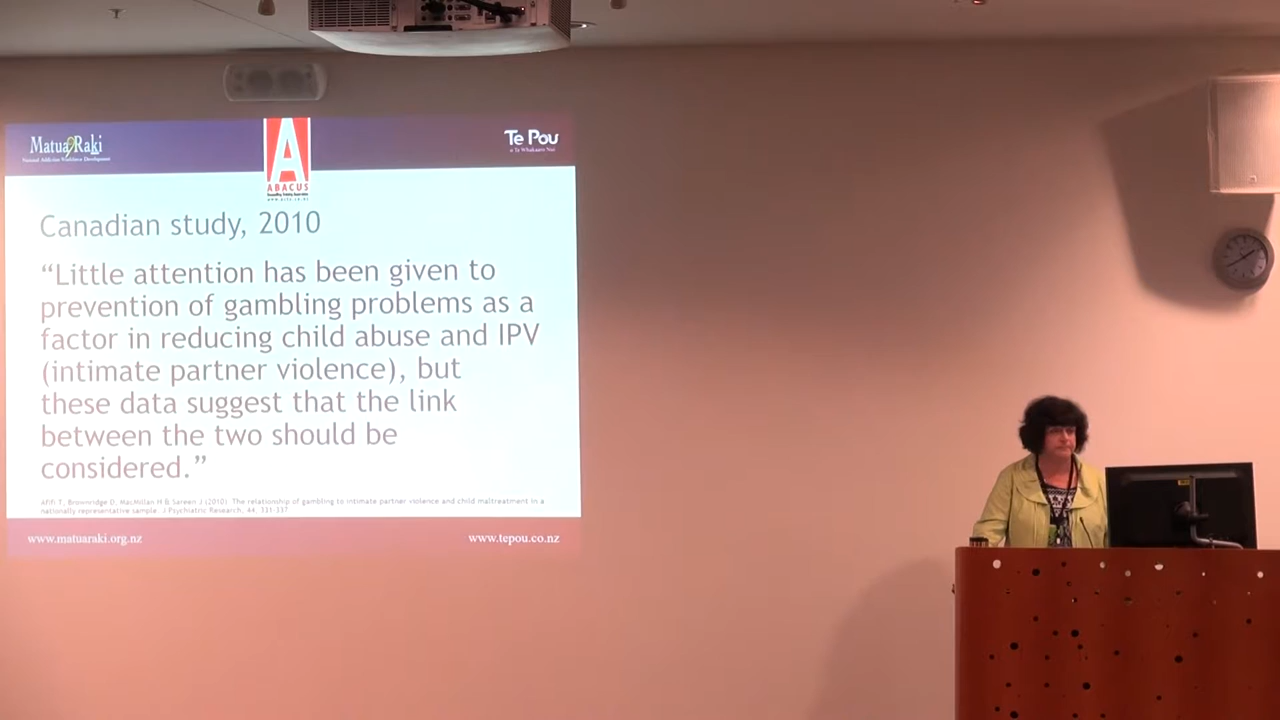 Matua Raki
National Addiction Workforce Development
A
ABACUS
Te Pou
o Te Whakaaro Nui
Canadian study, 2010
“Little attention has been given to
prevention of gambling problems as a
factor in reducing child abuse and IPV
(intimate partner violence), but
these data suggest that the link
between the two should be
considered.”
Afifi T, Brownridge D, MacMillan H & Sareen J (2010). The relationship of gambling to intimate partner violence and child maltreatment in a
nationally representative sample. J Psychiatric Research, 44, 331-337
www.matuaraki.org.nz
www.tepou.co.nz